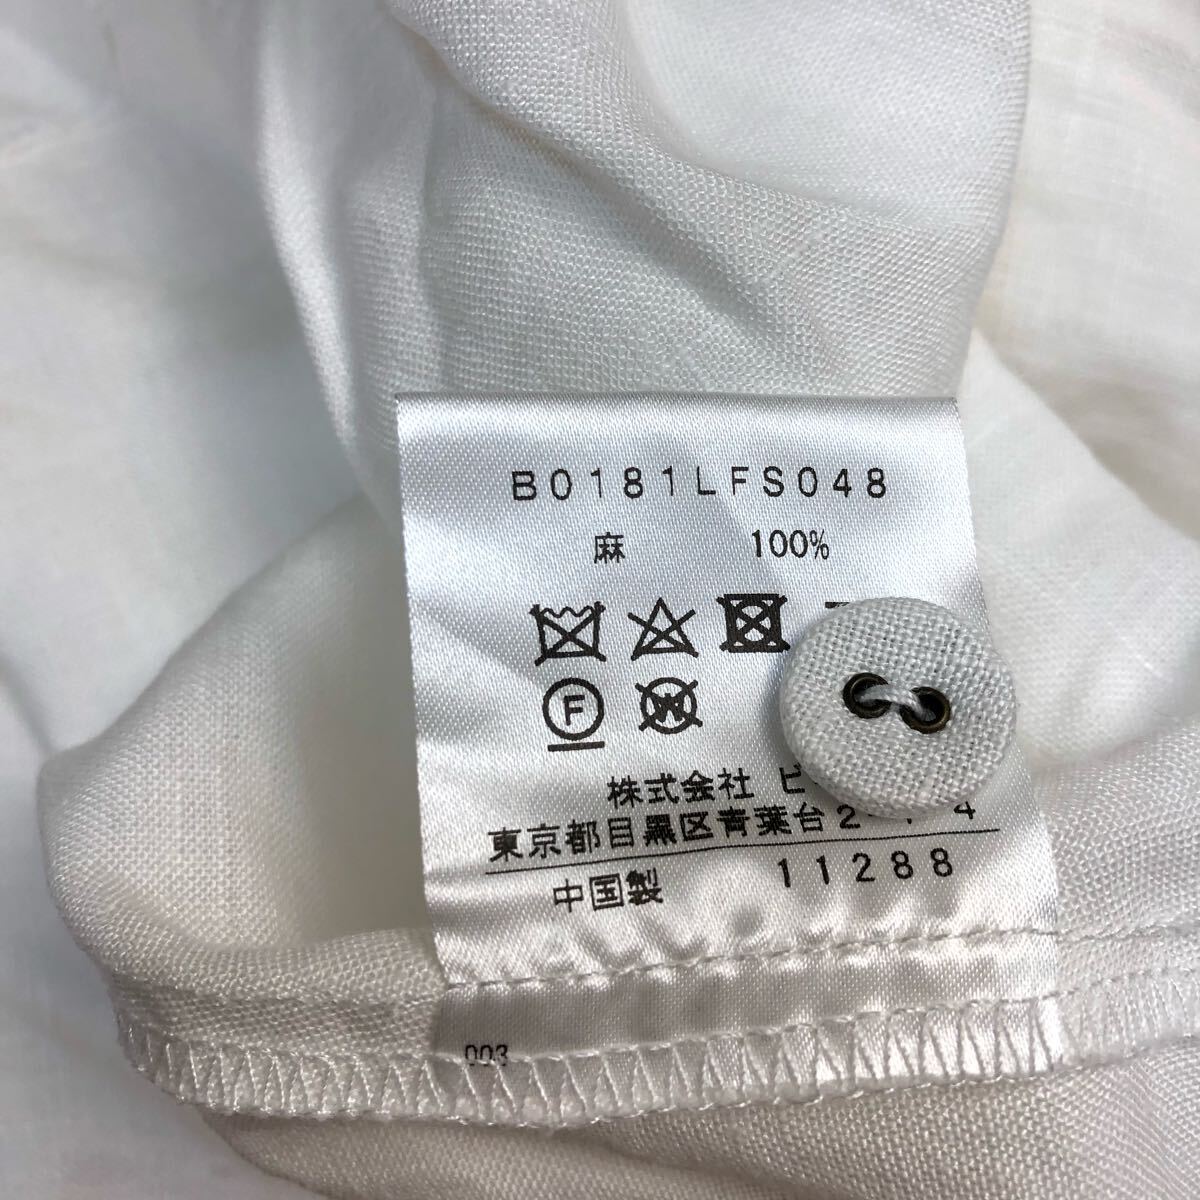 B0181LFS048
麻 100%
F
W
株式会社 ビ
東京都目黒区青葉台2 4
中国製 11288
003